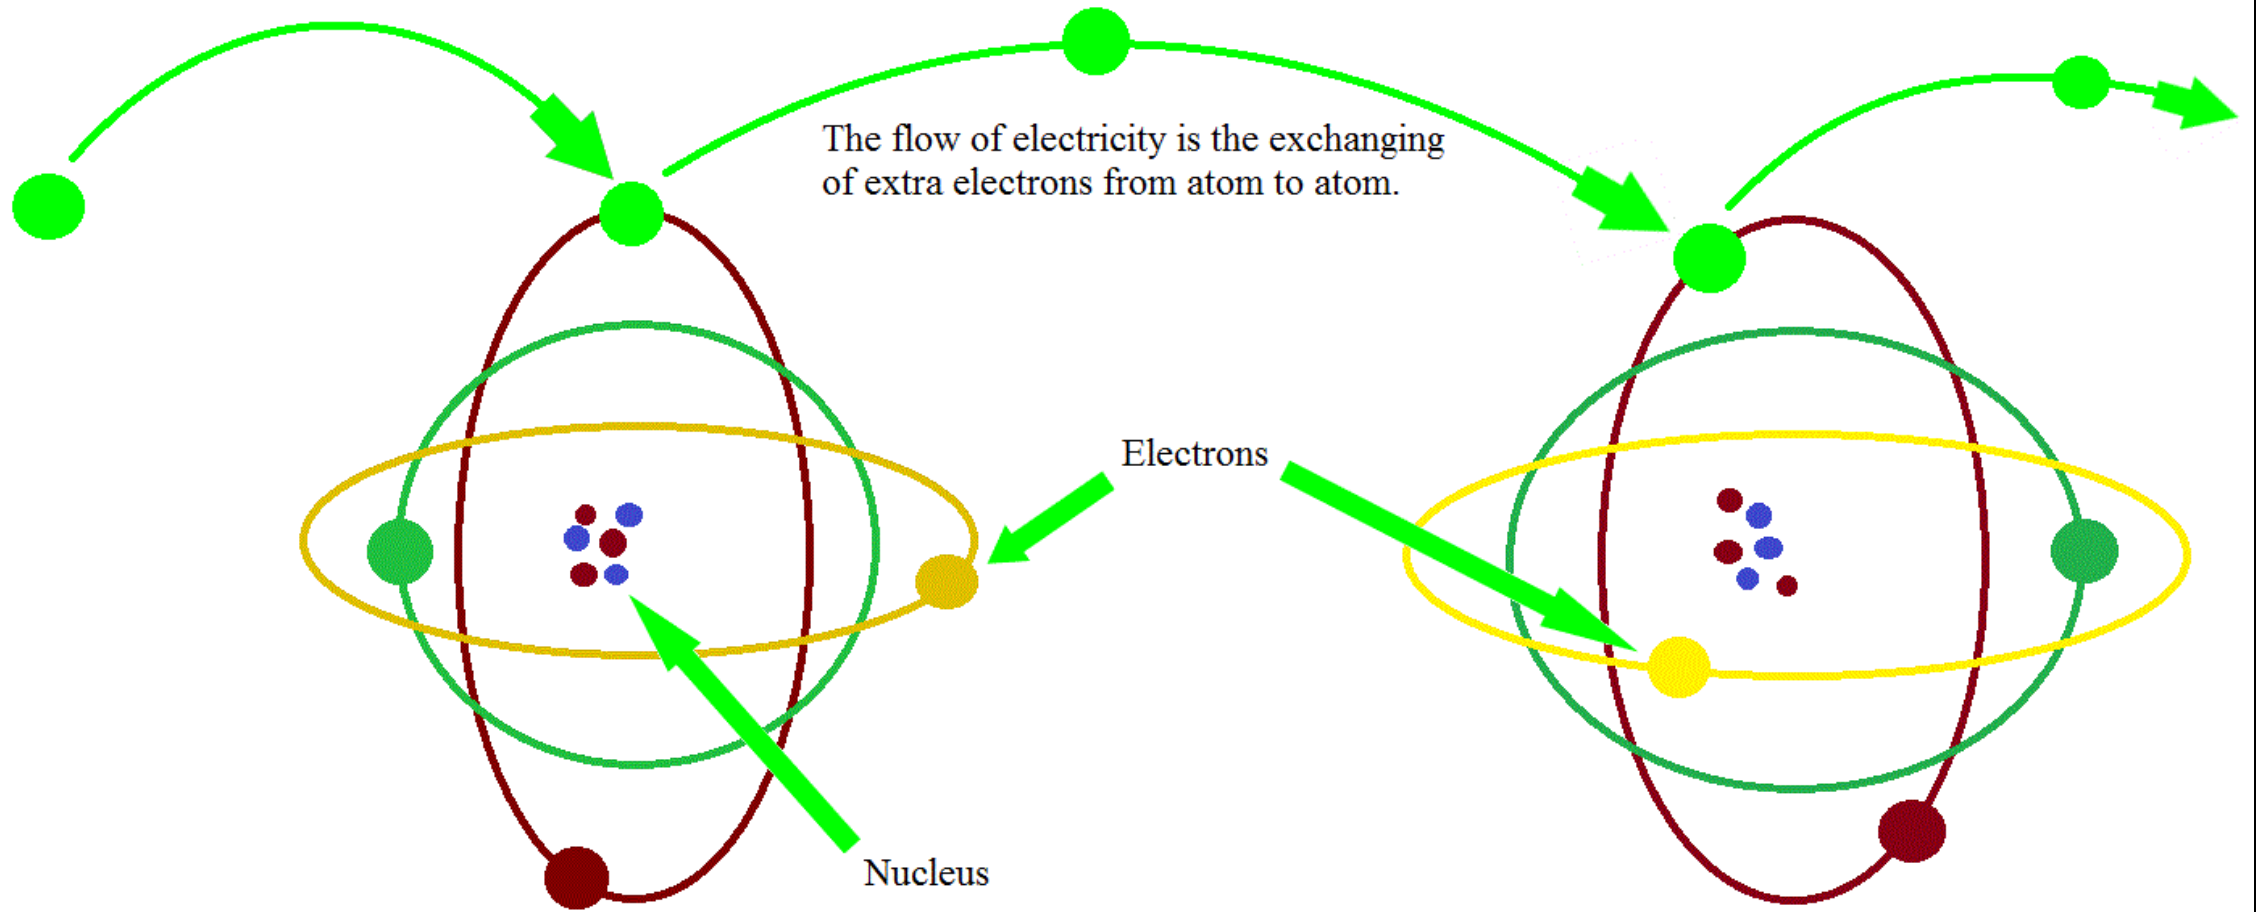 The flow of electricity is the exchanging
of extra electrons from atom to atom.
Electrons
Nucleus